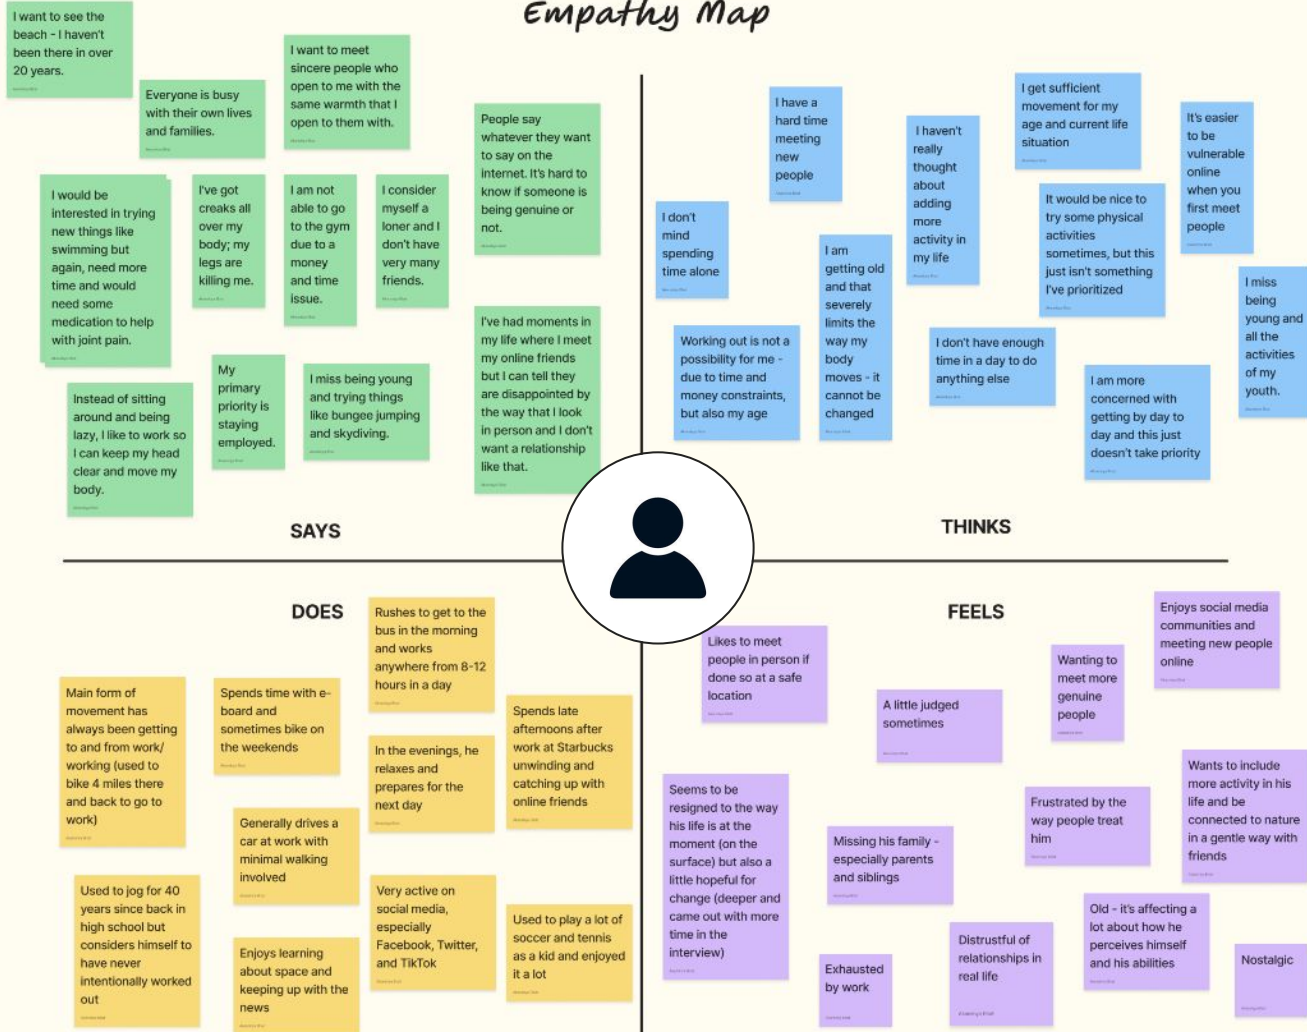 Empathy Map
I want to see the
beach - I haven't
been there in over
20 years.
Everyone is busy
with their own lives
and families.
I want to meet
sincere people who
open to me with the
same warmth that I
open to them with.
People say
whatever they want
to say on the
internet. It's hard to
know if someone is
being genuine or
not.
I would be
interested in trying
new things like
swimming but
again, need more
time and would
need some
medication to help
with joint pain.
I've got
creaks all
over my
body; my
legs are
killing me.
I am not
able to go
to the gym
due to a
money
and time
issue.
I consider
myself a
loner and I
don't have
very many
friends.
I've had moments in
my life where I meet
my online friends
but I can tell they
are disappointed by
the way that I look
in person and I don't
want a relationship
like that.
Instead of sitting
around and being
lazy, I like to work so
I can keep my head
clear and move my
body.
My
primary
priority is
staying
employed.
I miss being young
and trying things
like bungee jumping
and skydiving.
SAYS
I have a
hard time
meeting
new
people
I haven't
really
thought
about
adding
more
activity in
my life
I get sufficient
movement for my
age and current life
situation
It's easier
to be
vulnerable
online
when you
first meet
people
I don't
mind
spending
time alone
I am
getting old
and that
severely
limits the
way my
body
moves - it
cannot be
changed
It would be nice to
try some physical
activities
sometimes, but this
just isn't something
I've prioritized
I miss
being
young and
all the
activities
of my
youth.
Working out is not a
possibility for me -
due to time and
money constraints,
but also my age
I don't have enough
time in a day to do
anything else
I am more
concerned with
getting by day to
day and this just
doesn't take priority
THINKS
DOES
Rushes to get to the
bus in the morning
and works
anywhere from 8-12
hours in a day
Main form of
movement has
always been getting
to and from work/
working (used to
bike 4 miles there
and back to go to
work)
Spends time with e-
board and
sometimes bike on
the weekends
In the evenings, he
relaxes and
prepares for the
next day
Spends late
afternoons after
work at Starbucks
unwinding and
catching up with
online friends
Generally drives a
car at work with
minimal walking
involved
Used to jog for 40
years since back in
high school but
considers himself to
have never
intentionally worked
out
Very active on
social media,
especially
Facebook, Twitter,
and TikTok
Used to play a lot of
soccer and tennis
as a kid and enjoyed
it a lot
Enjoys learning
about space and
keeping up with the
news
FEELS
Likes to meet
people in person if
done so at a safe
location
A little judged
sometimes
Wanting to
meet more
genuine
people
Enjoys social media
communities and
meeting new people
online
Seems to be
resigned to the way
his life is at the
moment (on the
surface) but also a
little hopeful for
change (deeper and
came out with more
time in the
interview)
Missing his family -
especially parents
and siblings
Frustrated by the
way people treat
him
Wants to include
more activity in his
life and be
connected to nature
in a gentle way with
friends
Exhausted
by work
Distrustful of
relationships in
real life
Old - it's affecting a
lot about how he
perceives himself
and his abilities
Nostalgic